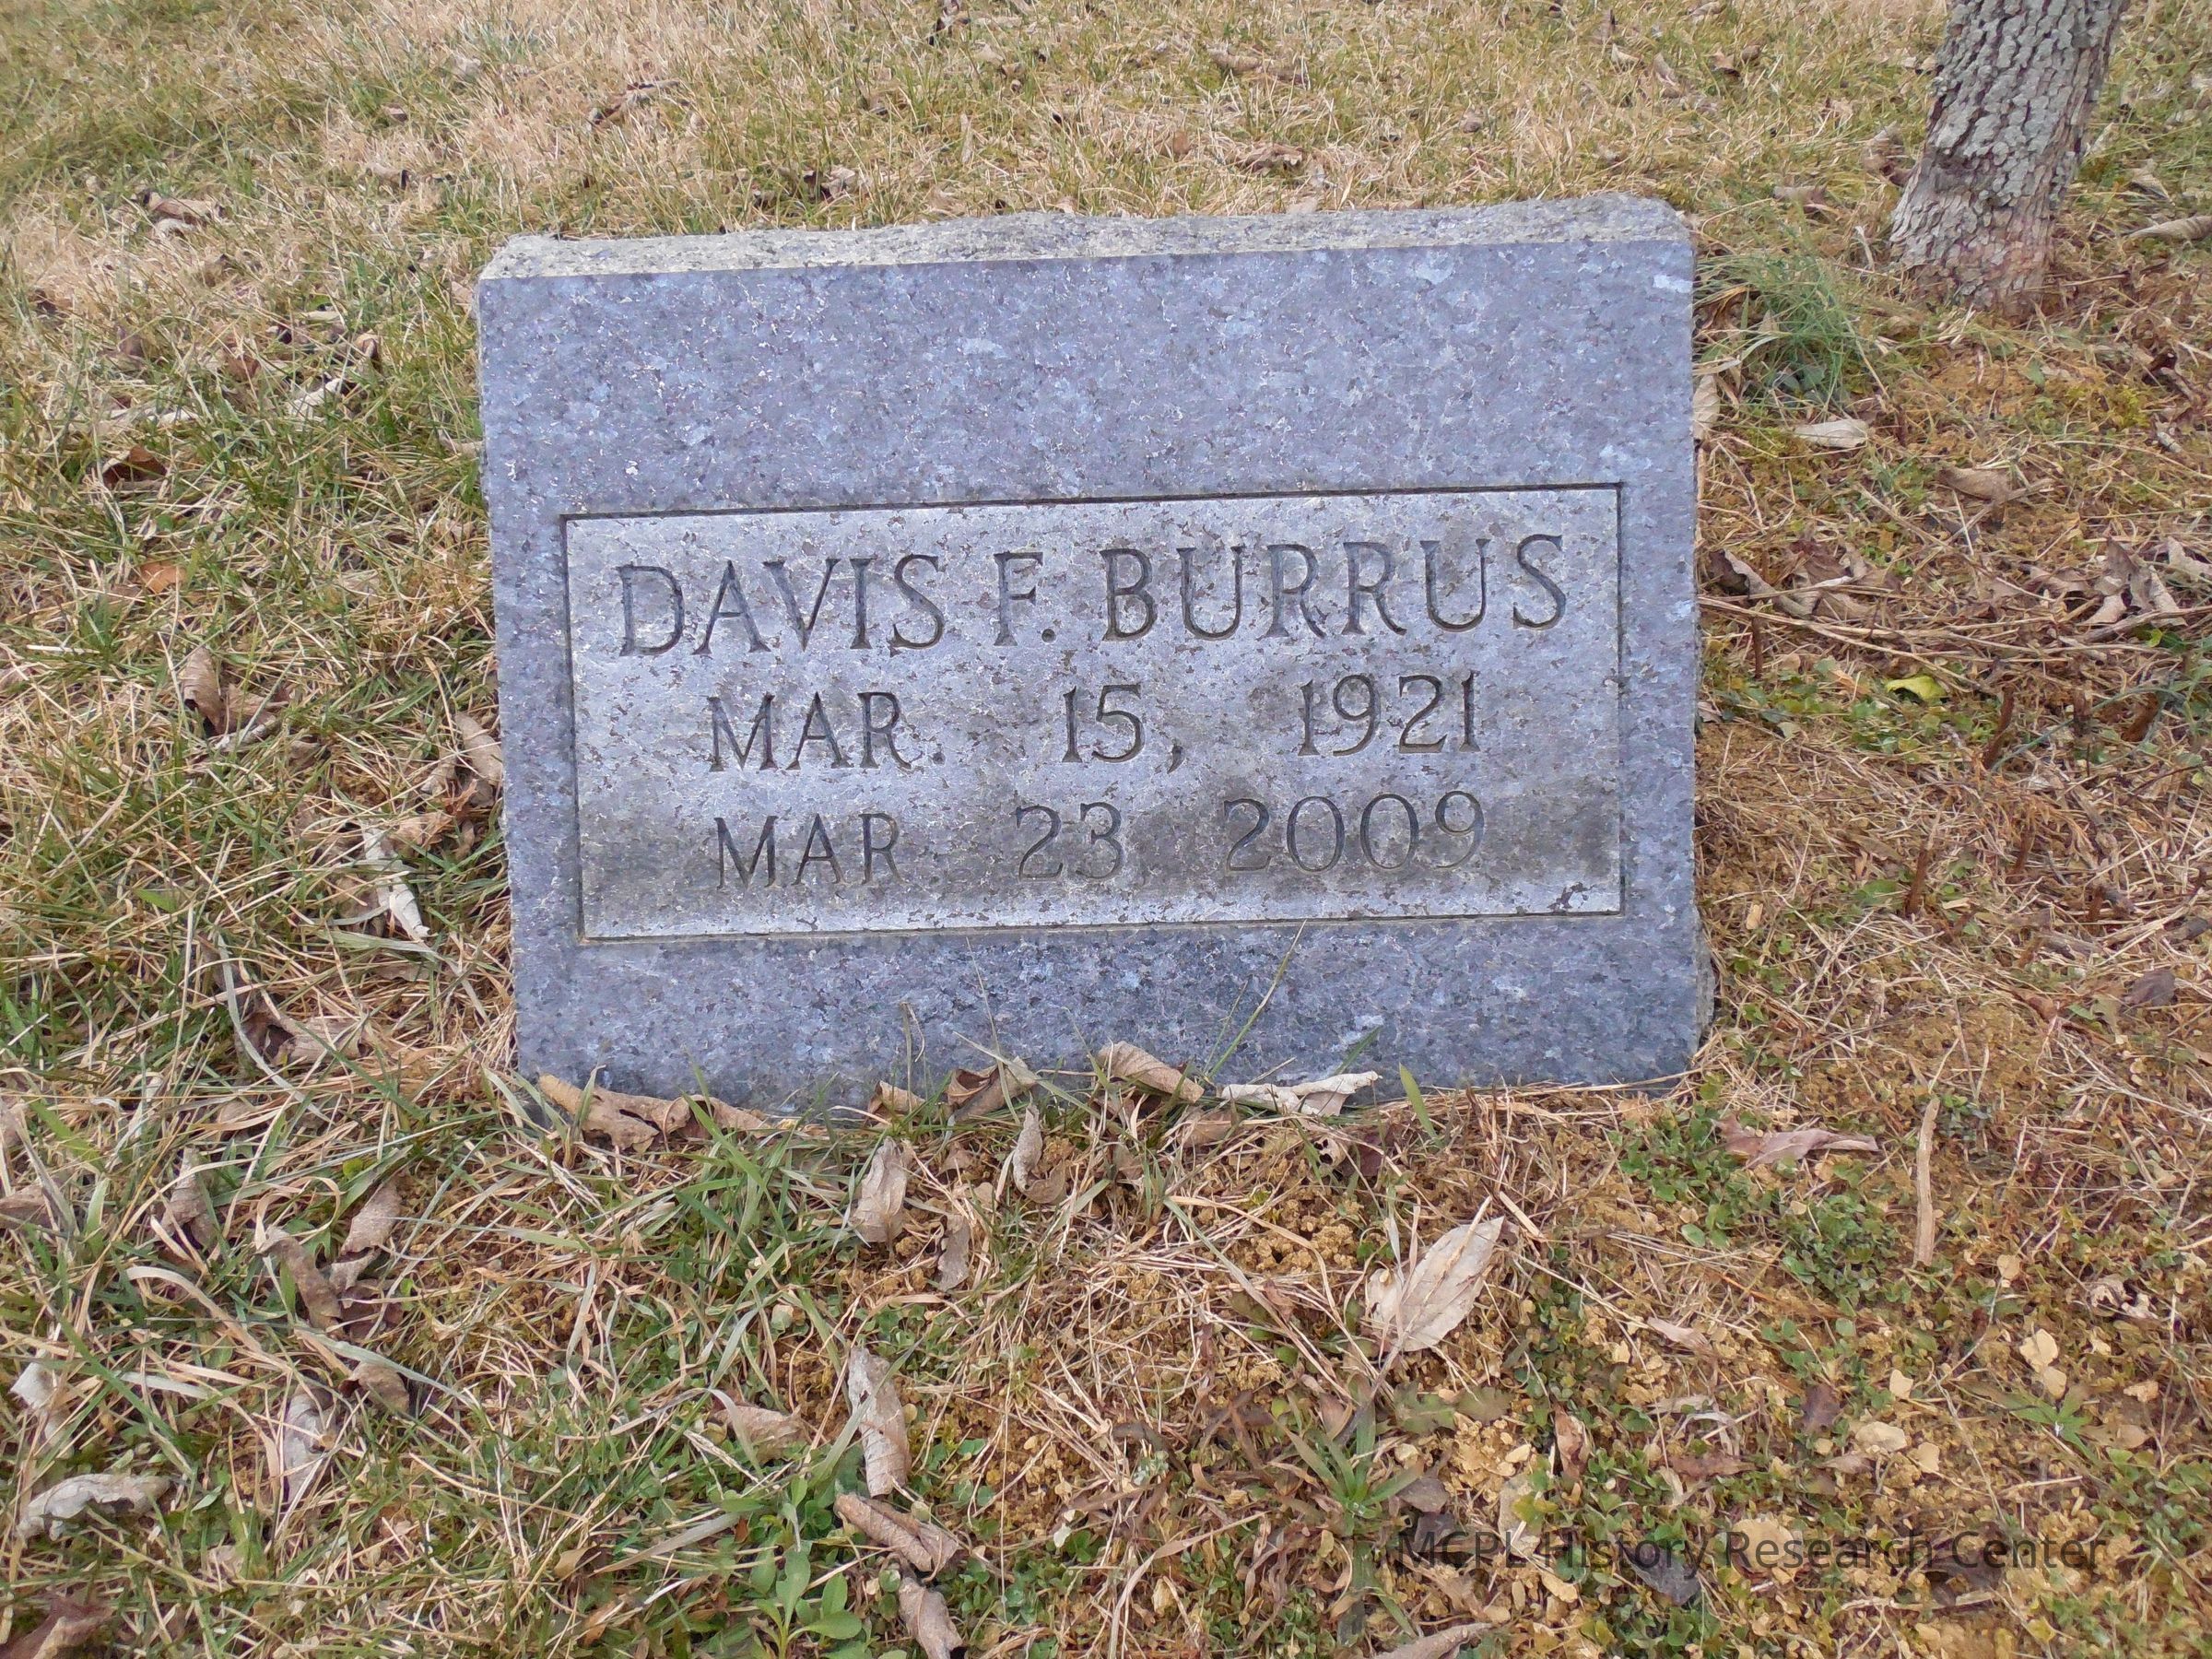 DAVIS F. BURRUS
MAR. 15, 1921
MAR. 23, 2009
MCPL History Research Center